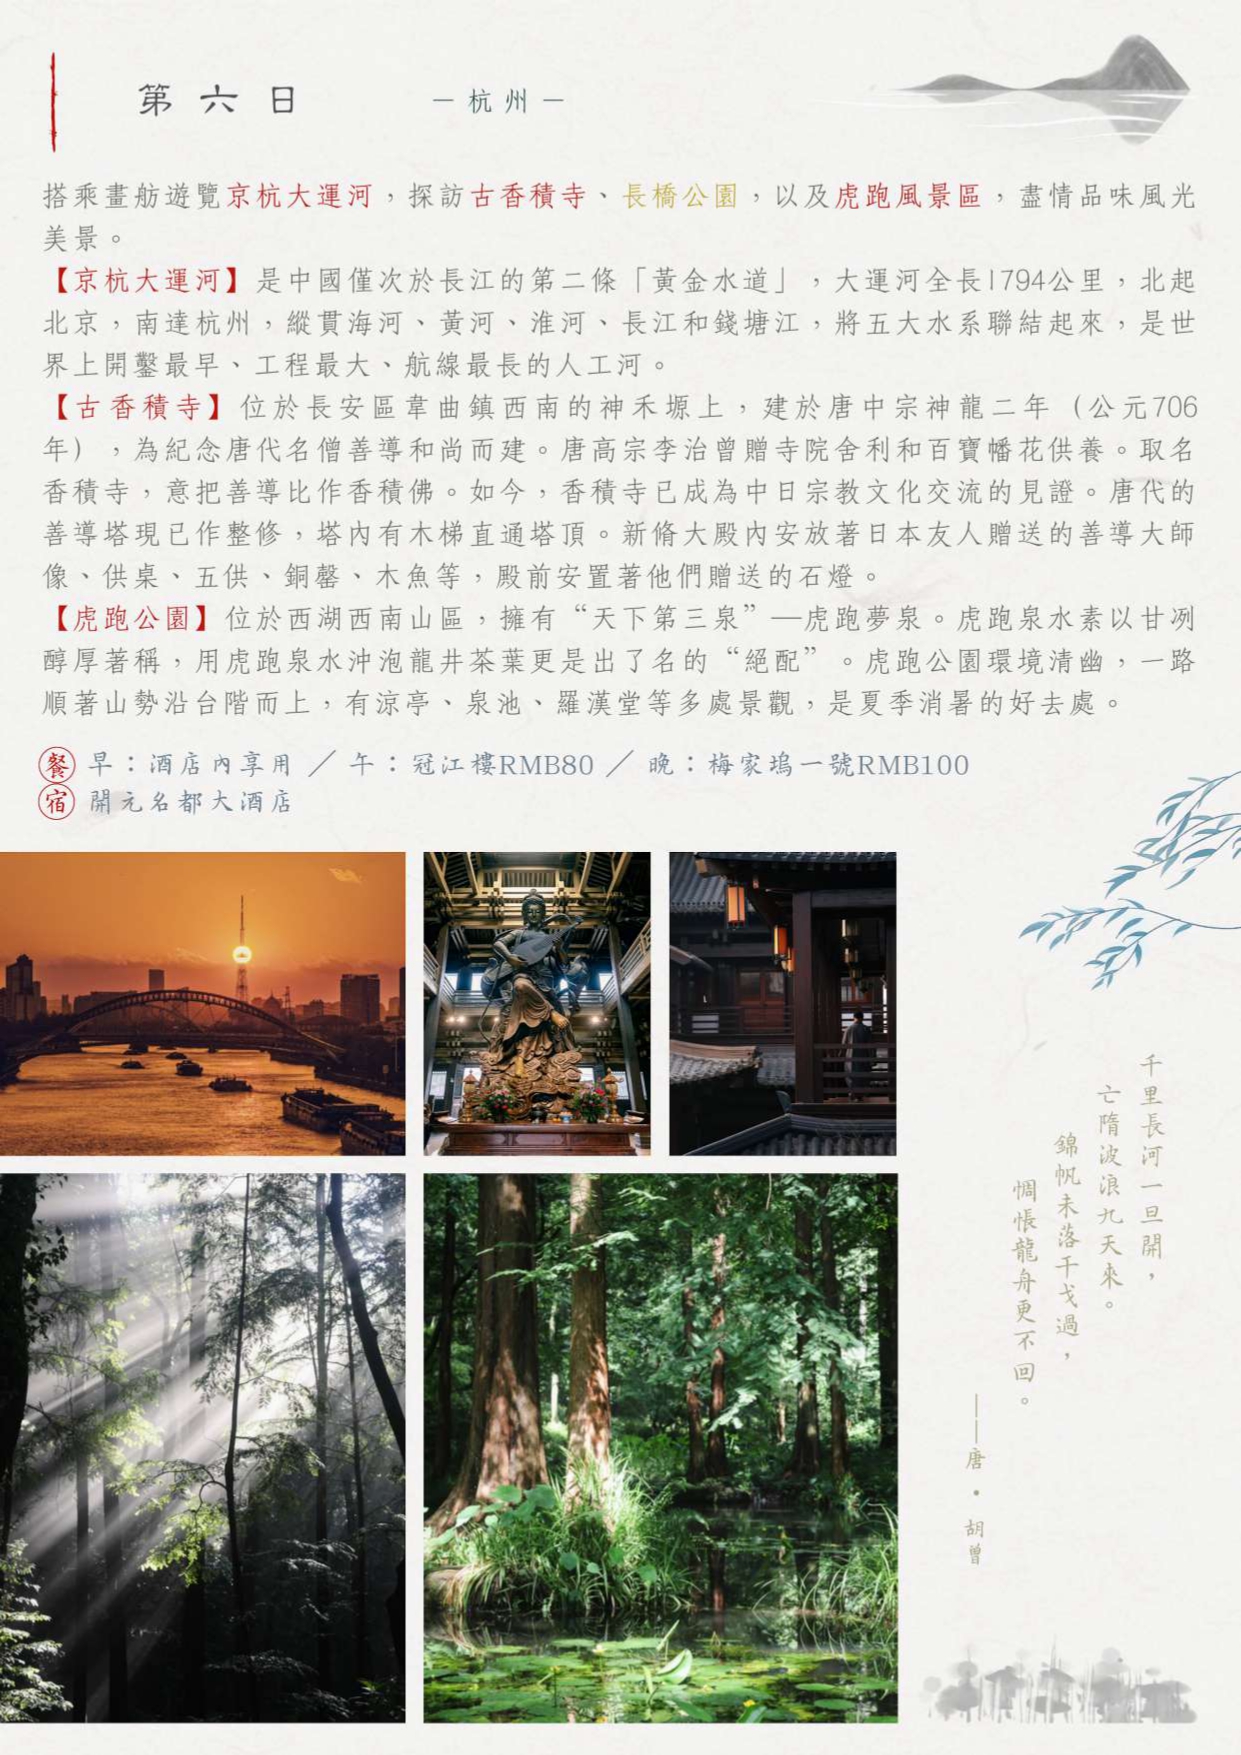 第六日
－杭州－
搭乘畫舫遊覽京杭大運河，探訪古香積寺、長橋公園，以及虎跑風景區，盡情品味風光
美景。
【京杭大運河】是中國僅次於長江的第二條「黃金水道」，大運河全長1794公里，北起
北京，南達杭州，縱貫海河、黃河、淮河、長江和錢塘江，將五大水系聯結起來，是世
界上開鑿最早、工程最大、航線最長的人工河。
【古香積寺】位於長安區韋曲鎮西南的神禾塬上，建於唐中宗神龍二年（公元706
年），為紀念唐代名僧善導和尚而建。唐高宗李治曾贈寺院舍利和百寶幡花供養。取名
香積寺，意把善導比作香積佛。如今，香積寺已成為中日宗教文化交流的見證。唐代的
善導塔現已作整修，塔內有木梯直通塔頂。新脩大殿內安放著日本友人贈送的善導大師
像、供桌、五供、銅罄、木魚等，殿前安置著他們贈送的石燈。
【虎跑公園】位於西湖西南山區，擁有“天下第三泉”—虎跑夢泉。虎跑泉水素以甘冽
醇厚著稱，用虎跑泉水沖泡龍井茶葉更是出了名的“絕配”。虎跑公園環境清幽，一路
順著山勢沿台階而上，有涼亭、泉池、羅漢堂等多處景觀，是夏季消暑的好去處。
餐 早：酒店內享用／午：冠江樓RMB80／晚：梅家塢一號RMB100
宿 開元名都大酒店
千里長河一旦開，
亡隋波浪九天來。
錦帆未落干戈過，
惆悵龍舟更不回。
——唐·胡曾